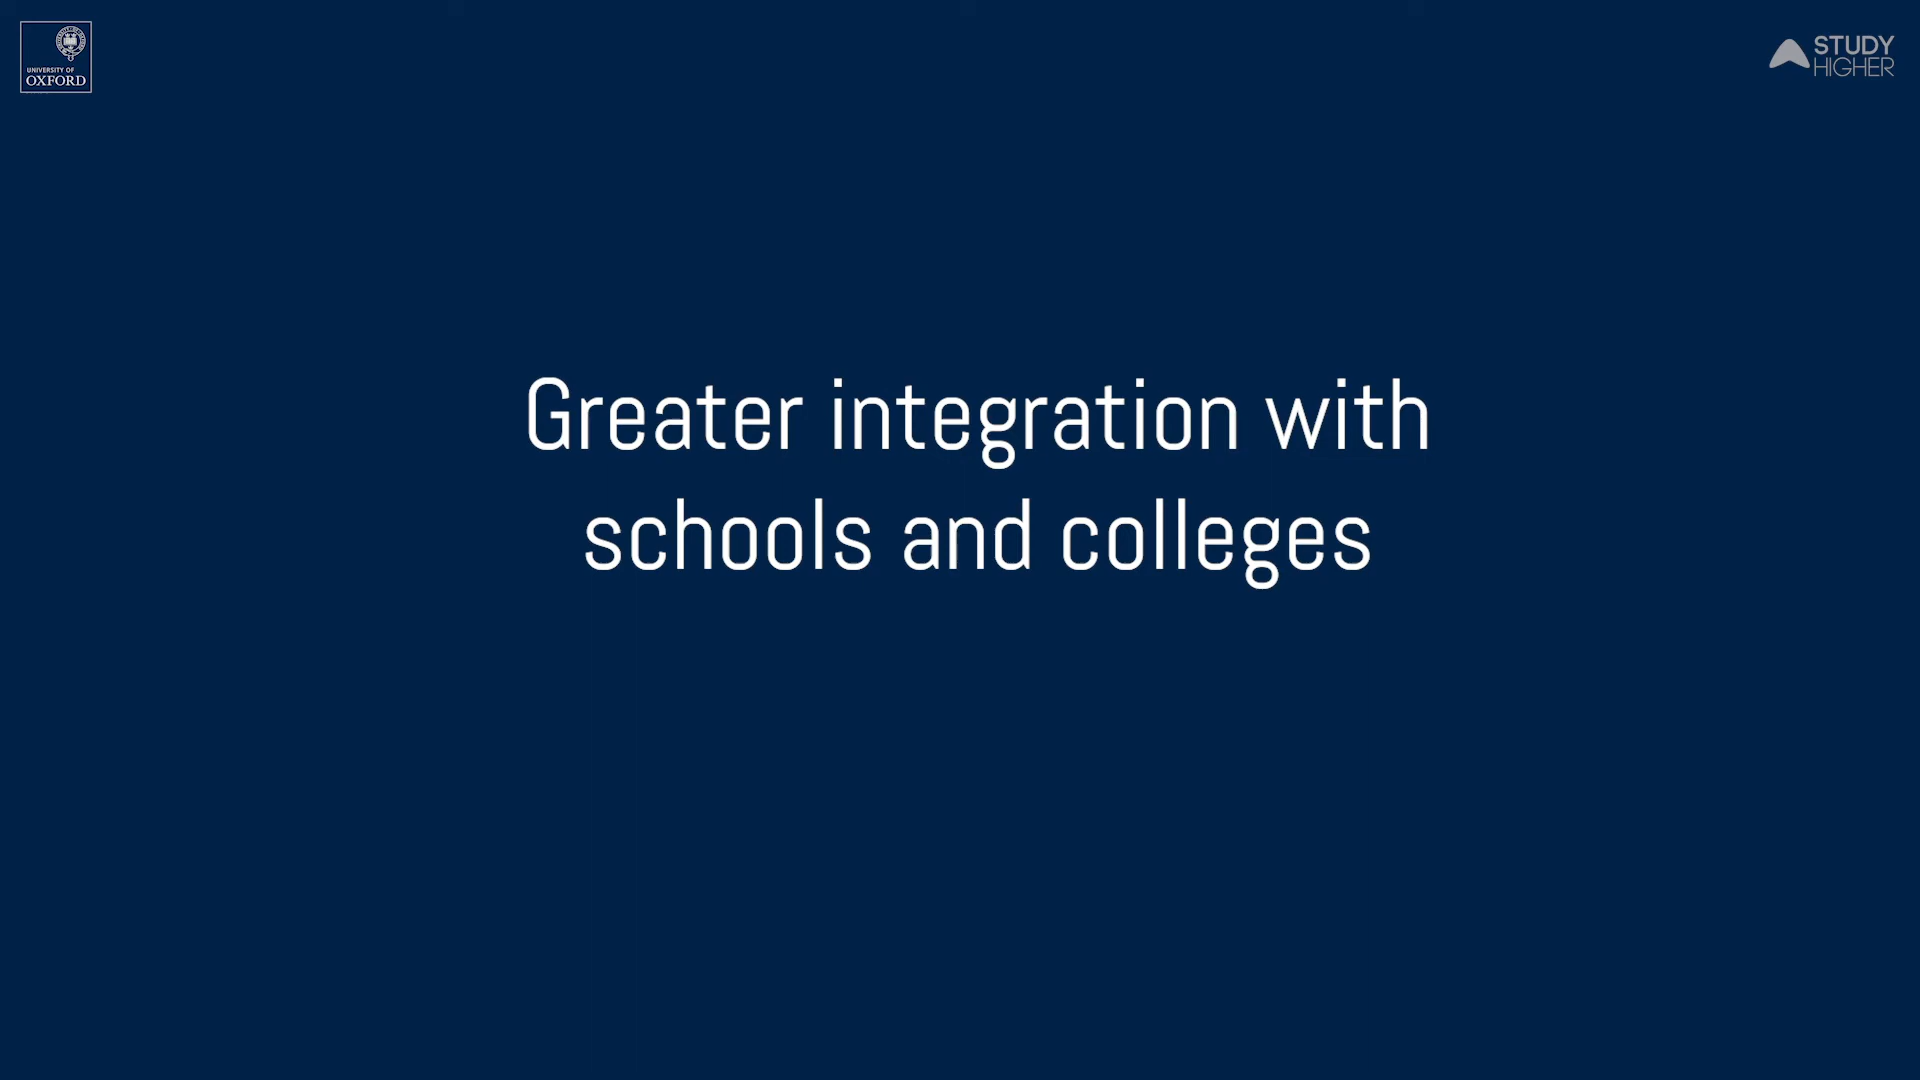 UNIVERSITY OF
OXFORD
STUDY
HIGHER
Greater integration with
schools and colleges